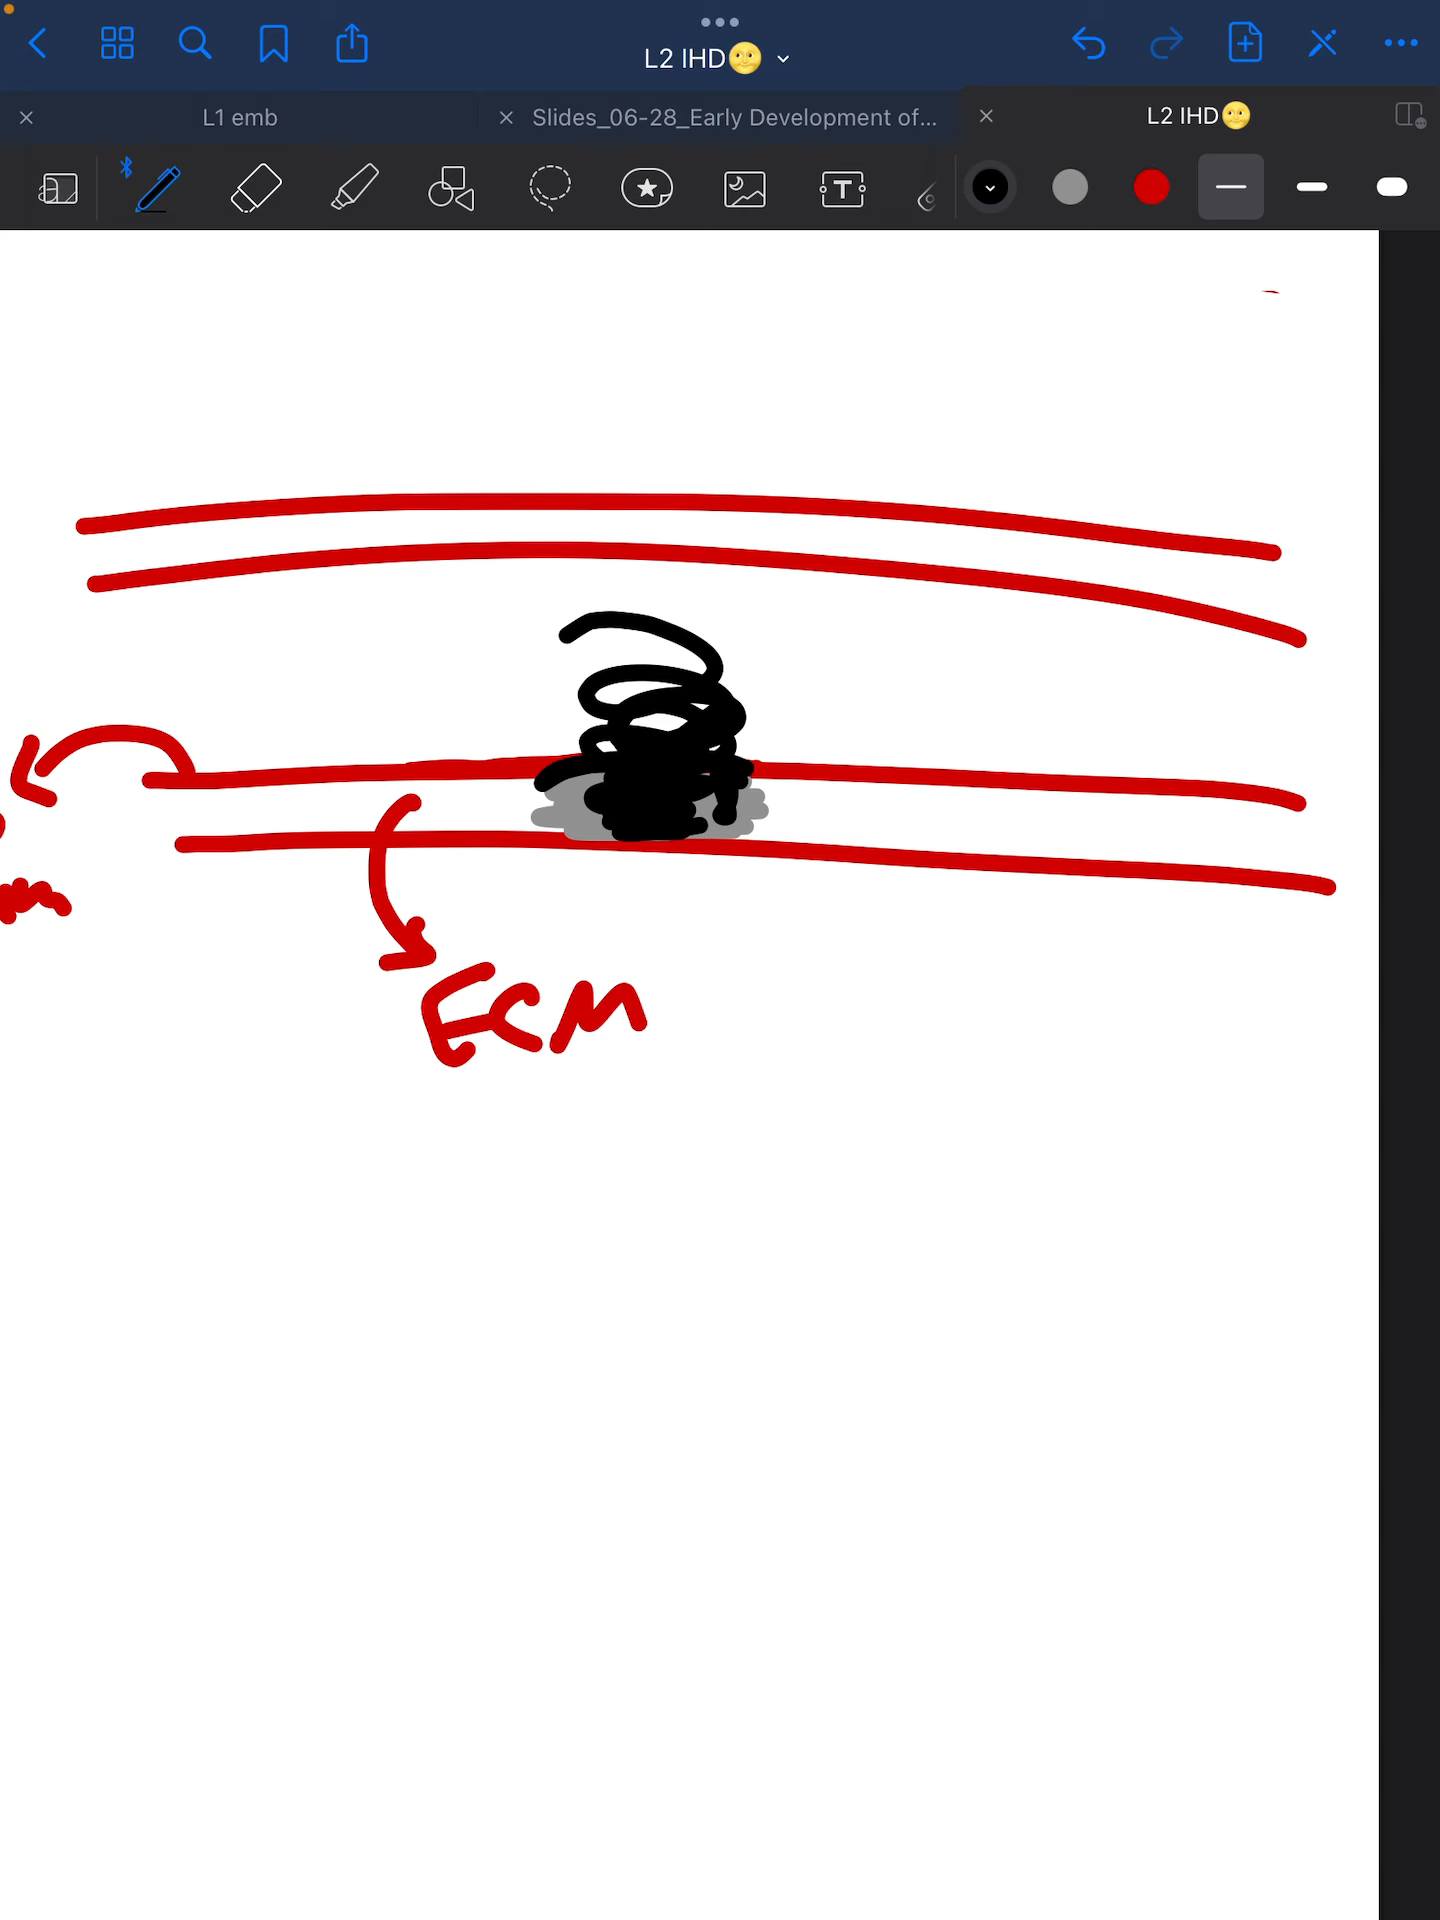 L2 IHD🌝
L1 emb
Slides_06-28_Early Development of...
L2 IHD🌝
ECM